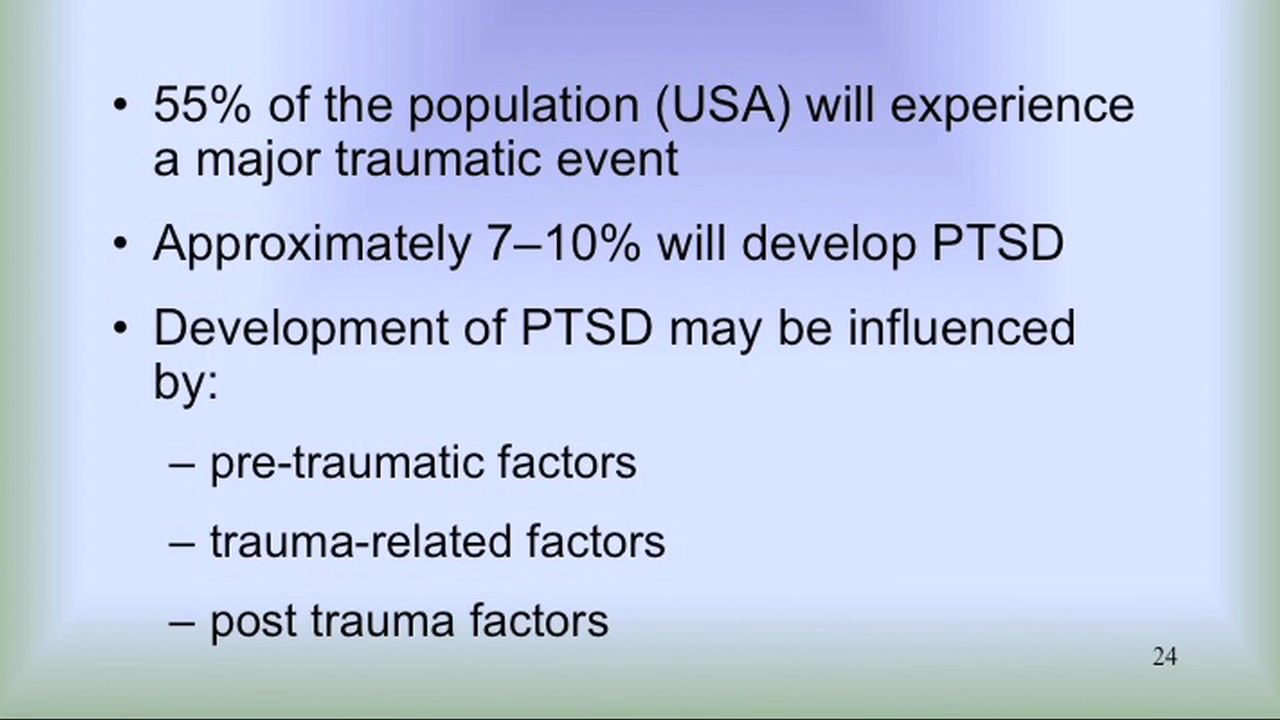 • 55% of the population (USA) will experience
a major traumatic event
• Approximately 7–10% will develop PTSD
• Development of PTSD may be influenced
by:
– pre-traumatic factors
– trauma-related factors
– post trauma factors
24